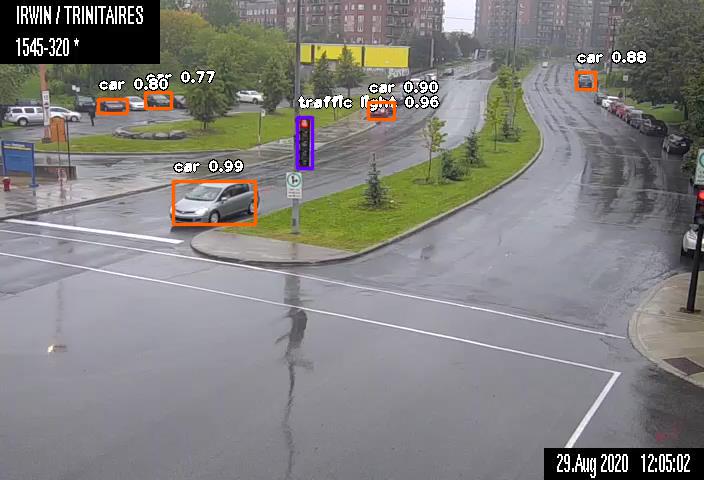 IRWIN / TRINITAIRES
1545-320 *
car 0.88
car 0.80
car 0.77
car 0.90
traffic light 0.96
car 0.99
29.Aug 2020 12:05:02